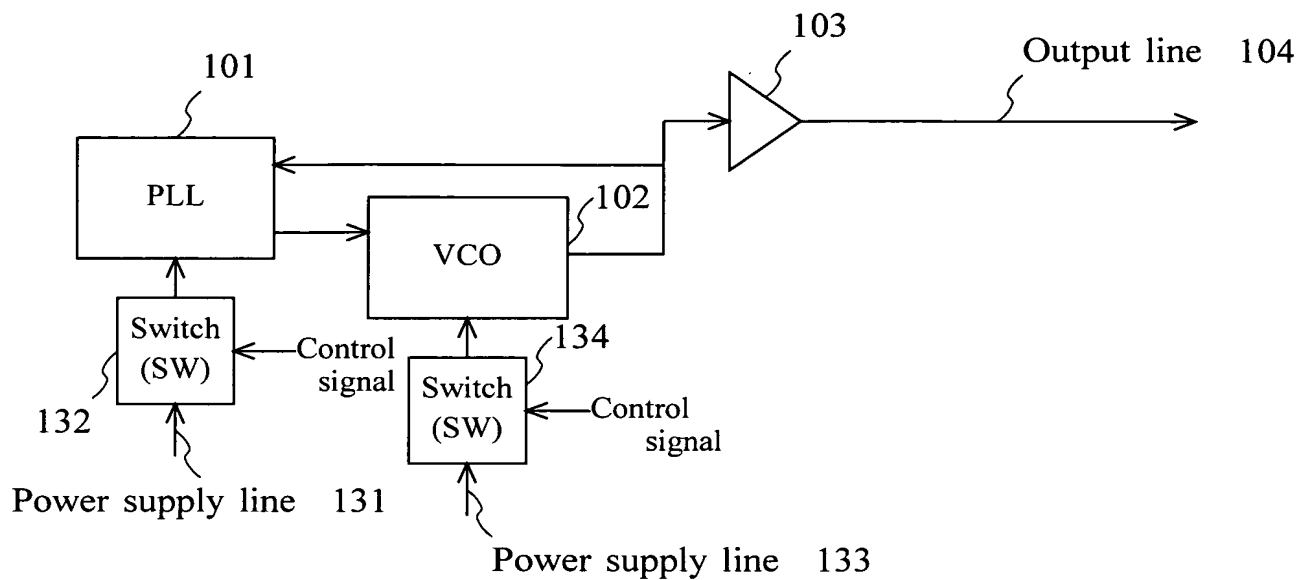 103
Output line 104
101
PLL
102
VCO
Switch
(SW)
Control
signal
132
134
Switch
(SW)
Control
signal
Power supply line 131
Power supply line 133